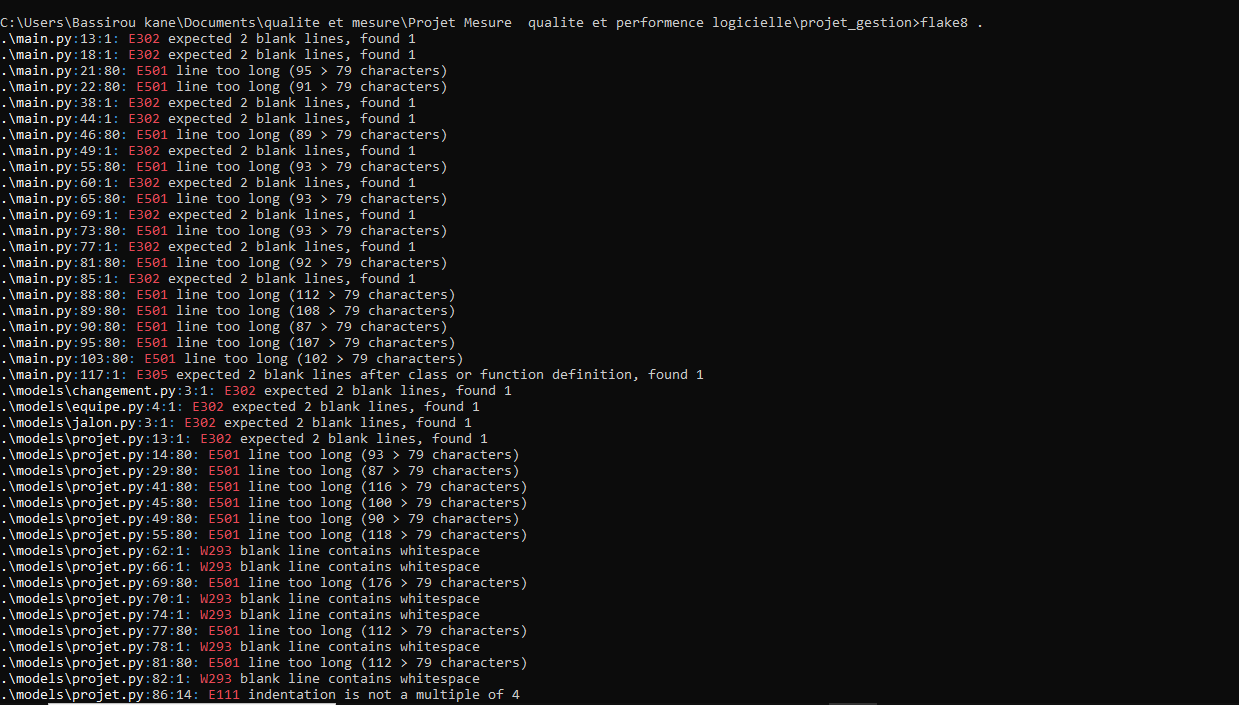 C:\Users\Bassirou kane\Documents\qualite et mesure\Projet Mesure  qualite et performence logicielle\projet_gestion>flake8 .
.\main.py:13:1: E302 expected 2 blank lines, found 1
.\main.py:18:1: E302 expected 2 blank lines, found 1
.\main.py:21:80: E501 line too long (95 > 79 characters)
.\main.py:22:80: E501 line too long (91 > 79 characters)
.\main.py:38:1: E302 expected 2 blank lines, found 1
.\main.py:44:1: E302 expected 2 blank lines, found 1
.\main.py:46:80: E501 line too long (89 > 79 characters)
.\main.py:49:1: E302 expected 2 blank lines, found 1
.\main.py:55:80: E501 line too long (93 > 79 characters)
.\main.py:60:1: E302 expected 2 blank lines, found 1
.\main.py:65:80: E501 line too long (93 > 79 characters)
.\main.py:69:1: E302 expected 2 blank lines, found 1
.\main.py:73:80: E501 line too long (93 > 79 characters)
.\main.py:77:1: E302 expected 2 blank lines, found 1
.\main.py:81:80: E501 line too long (92 > 79 characters)
.\main.py:85:1: E302 expected 2 blank lines, found 1
.\main.py:88:80: E501 line too long (112 > 79 characters)
.\main.py:89:80: E501 line too long (108 > 79 characters)
.\main.py:90:80: E501 line too long (87 > 79 characters)
.\main.py:95:80: E501 line too long (107 > 79 characters)
.\main.py:103:80: E501 line too long (102 > 79 characters)
.\main.py:117:1: E305 expected 2 blank lines after class or function definition, found 1
.\models\changement.py:3:1: E302 expected 2 blank lines, found 1
.\models\equipe.py:4:1: E302 expected 2 blank lines, found 1
.\models\jalon.py:3:1: E302 expected 2 blank lines, found 1
.\models\projet.py:13:1: E302 expected 2 blank lines, found 1
.\models\projet.py:14:80: E501 line too long (93 > 79 characters)
.\models\projet.py:29:80: E501 line too long (87 > 79 characters)
.\models\projet.py:41:80: E501 line too long (116 > 79 characters)
.\models\projet.py:45:80: E501 line too long (100 > 79 characters)
.\models\projet.py:49:80: E501 line too long (90 > 79 characters)
.\models\projet.py:55:80: E501 line too long (118 > 79 characters)
.\models\projet.py:62:1: W293 blank line contains whitespace
.\models\projet.py:66:1: W293 blank line contains whitespace
.\models\projet.py:69:80: E501 line too long (176 > 79 characters)
.\models\projet.py:70:1: W293 blank line contains whitespace
.\models\projet.py:74:1: W293 blank line contains whitespace
.\models\projet.py:77:80: E501 line too long (112 > 79 characters)
.\models\projet.py:78:1: W293 blank line contains whitespace
.\models\projet.py:81:80: E501 line too long (112 > 79 characters)
.\models\projet.py:82:1: W293 blank line contains whitespace
.\models\projet.py:86:14: E111 indentation is not a multiple of 4